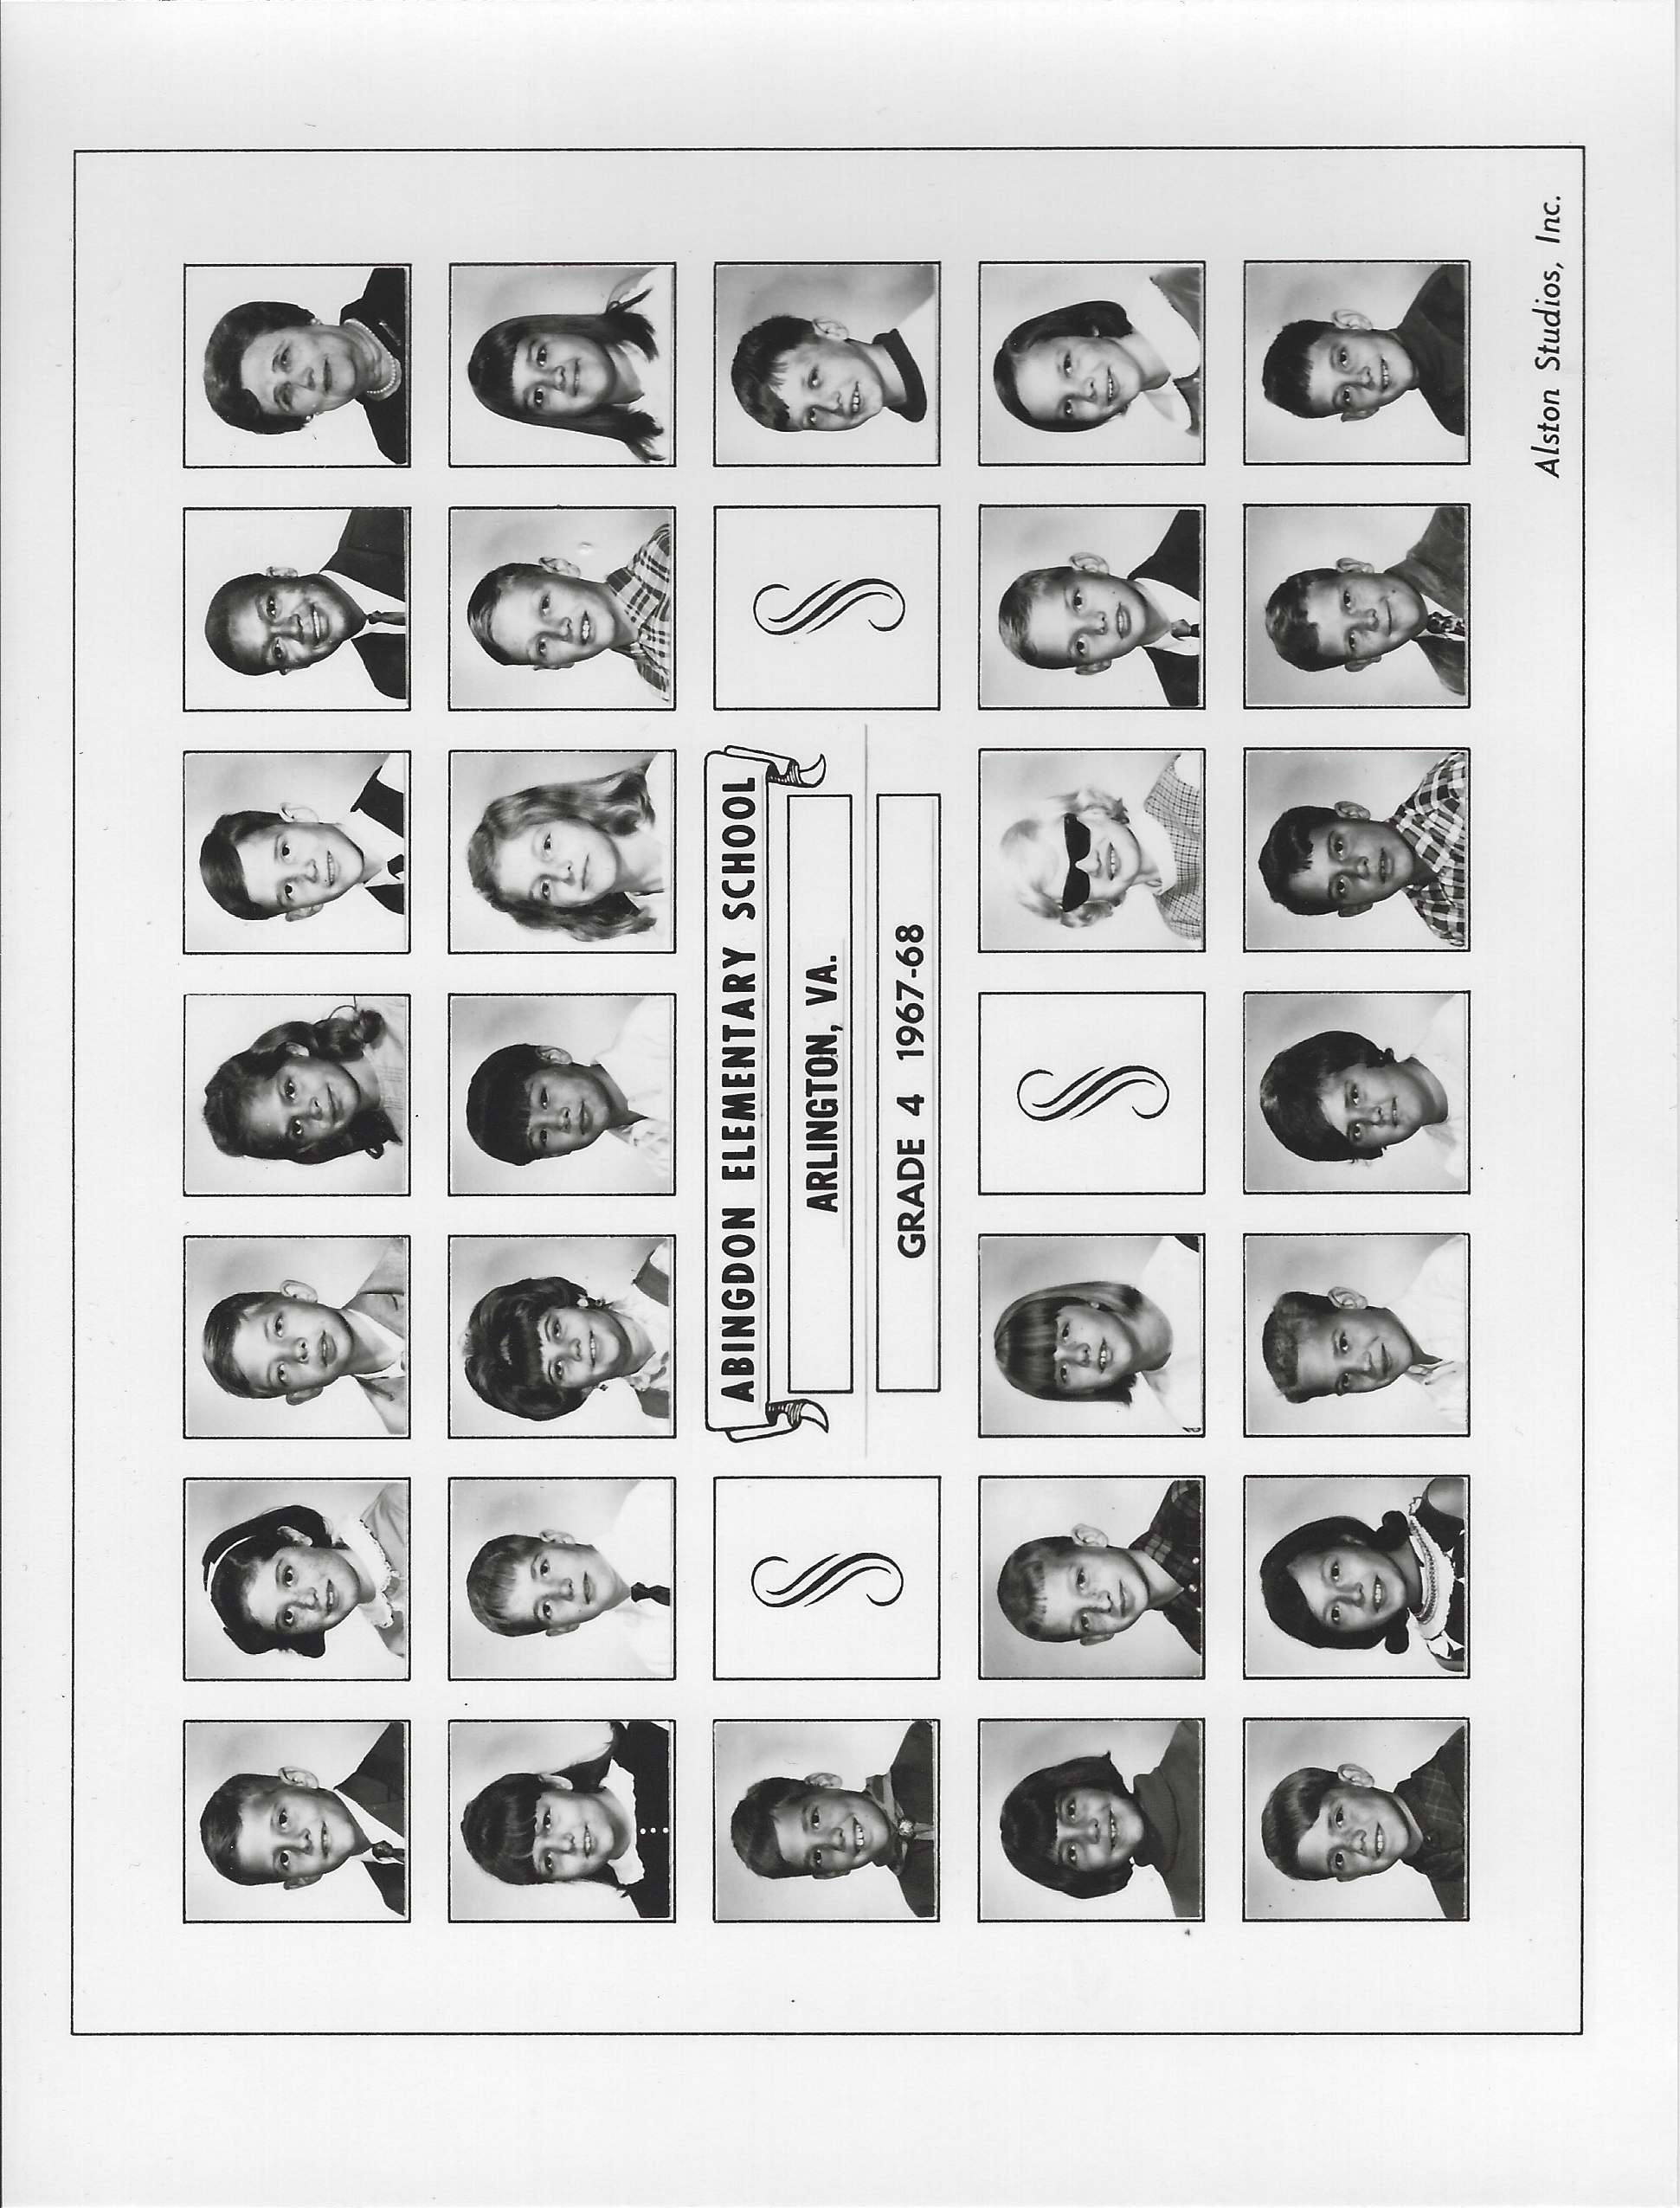 ABINGDON ELEMENTARY SCHOOL
ARLINGTON, VA.
GRADE 4 1967-68
Alston Studios, Inc.